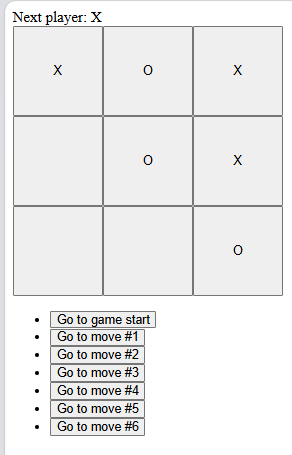 Next player: X
X O X
O X
O
Go to game start
Go to move #1
Go to move #2
Go to move #3
Go to move #4
Go to move #5
Go to move #6